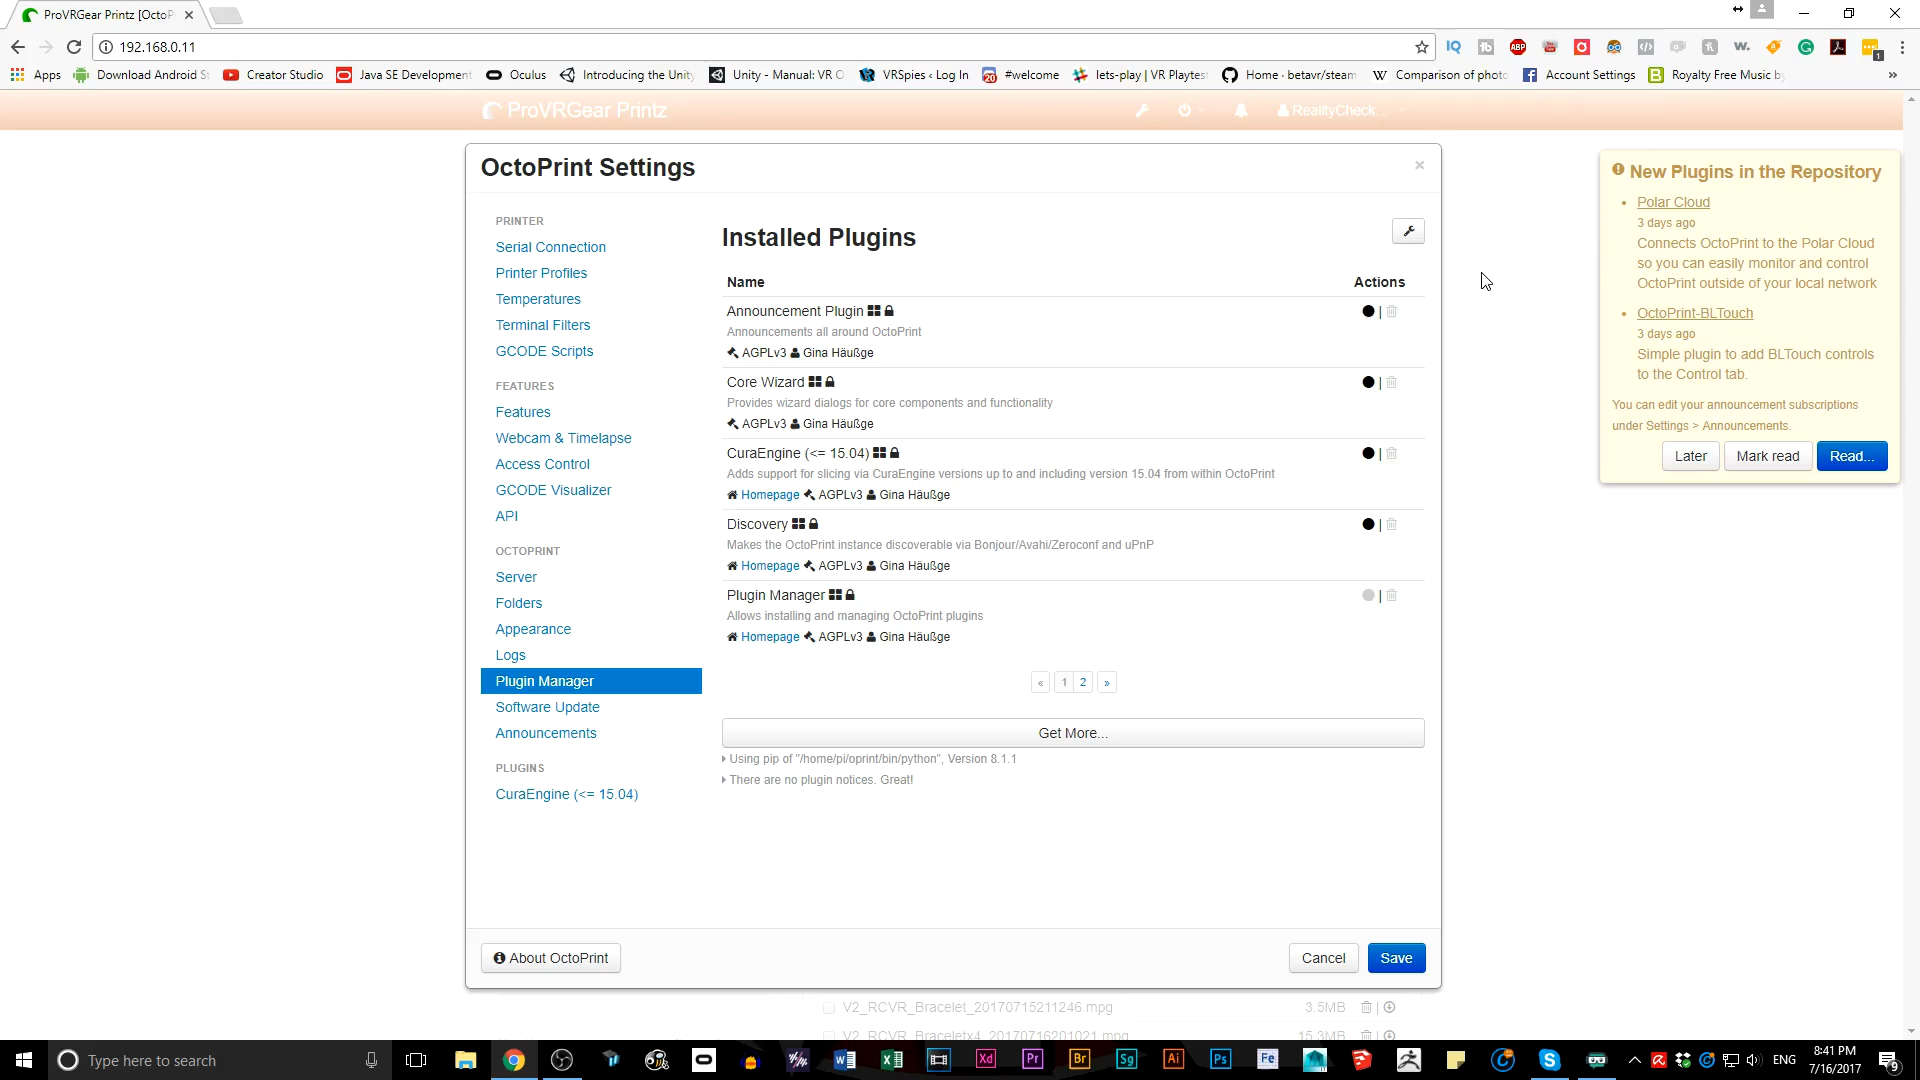 ProVRGear Printz [OctoP
192.168.0.11
Apps
Download Android S
Creator Studio
Java SE Development
Oculus
Introducing the Unity
Unity - Manual: VR O
VRSpies ‹ Log In
#welcome
lets-play | VR Playtes
Home · betavr/steam
Comparison of photo
Account Settings
Royalty Free Music by
ProVRGear Printz
RealityCheck...
OctoPrint Settings
×
PRINTER
Serial Connection
Printer Profiles
Temperatures
Terminal Filters
GCODE Scripts
FEATURES
Features
Webcam & Timelapse
Access Control
GCODE Visualizer
API
OCTOPRINT
Server
Folders
Appearance
Logs
Plugin Manager
Software Update
Announcements
PLUGINS
CuraEngine (<= 15.04)
Installed Plugins
Name Actions
Announcement Plugin
Announcements all around OctoPrint
AGPLv3 Gina Häußge
Core Wizard
Provides wizard dialogs for core components and functionality
AGPLv3 Gina Häußge
CuraEngine (<= 15.04)
Adds support for slicing via CuraEngine versions up to and including version 15.04 from within OctoPrint
Homepage AGPLv3 Gina Häußge
Discovery
Makes the OctoPrint instance discoverable via Bonjour/Avahi/Zeroconf and uPnP
Homepage AGPLv3 Gina Häußge
Plugin Manager
Allows installing and managing OctoPrint plugins
Homepage AGPLv3 Gina Häußge
« 1 2 »
Get More...
Using pip of "/home/pi/oprint/bin/python", Version 8.1.1
There are no plugin notices. Great!
About OctoPrint
Cancel
Save
New Plugins in the Repository
• Polar Cloud
3 days ago
Connects OctoPrint to the Polar Cloud
so you can easily monitor and control
OctoPrint outside of your local network
• OctoPrint-BLTouch
3 days ago
Simple plugin to add BLTouch controls
to the Control tab.
You can edit your announcement subscriptions
under Settings > Announcements.
Later
Mark read
Read...
V2_RCVR_Bracelet_20170715211246.mpg 3.5MB
V2_RCVR_Braceletx4_20170716201021.mpg 15.3MB
Type here to search
ENG
8:41 PM
7/16/2017